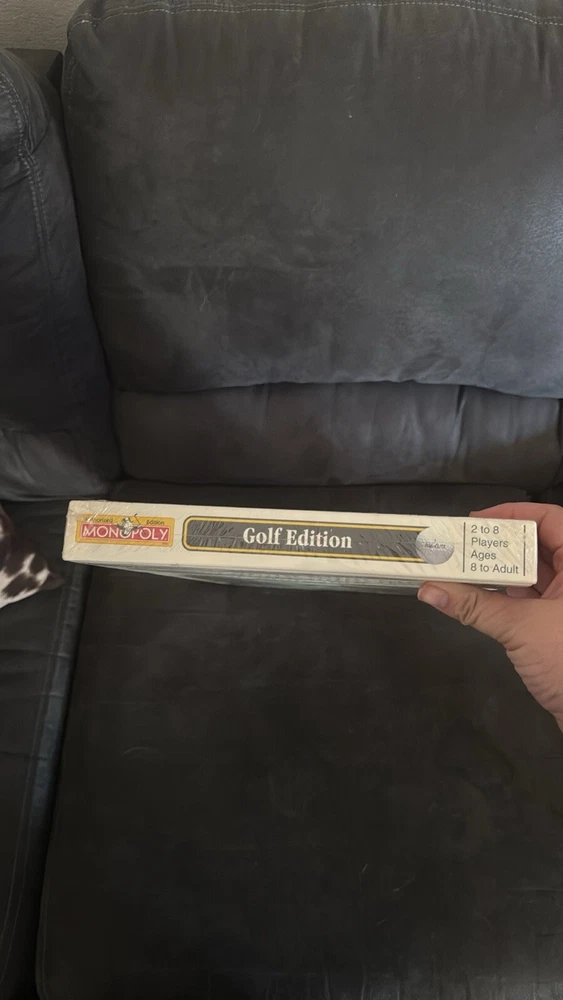 MONOPOLY
Golf Edition
2 to 8
Players
Ages
8 to Adult